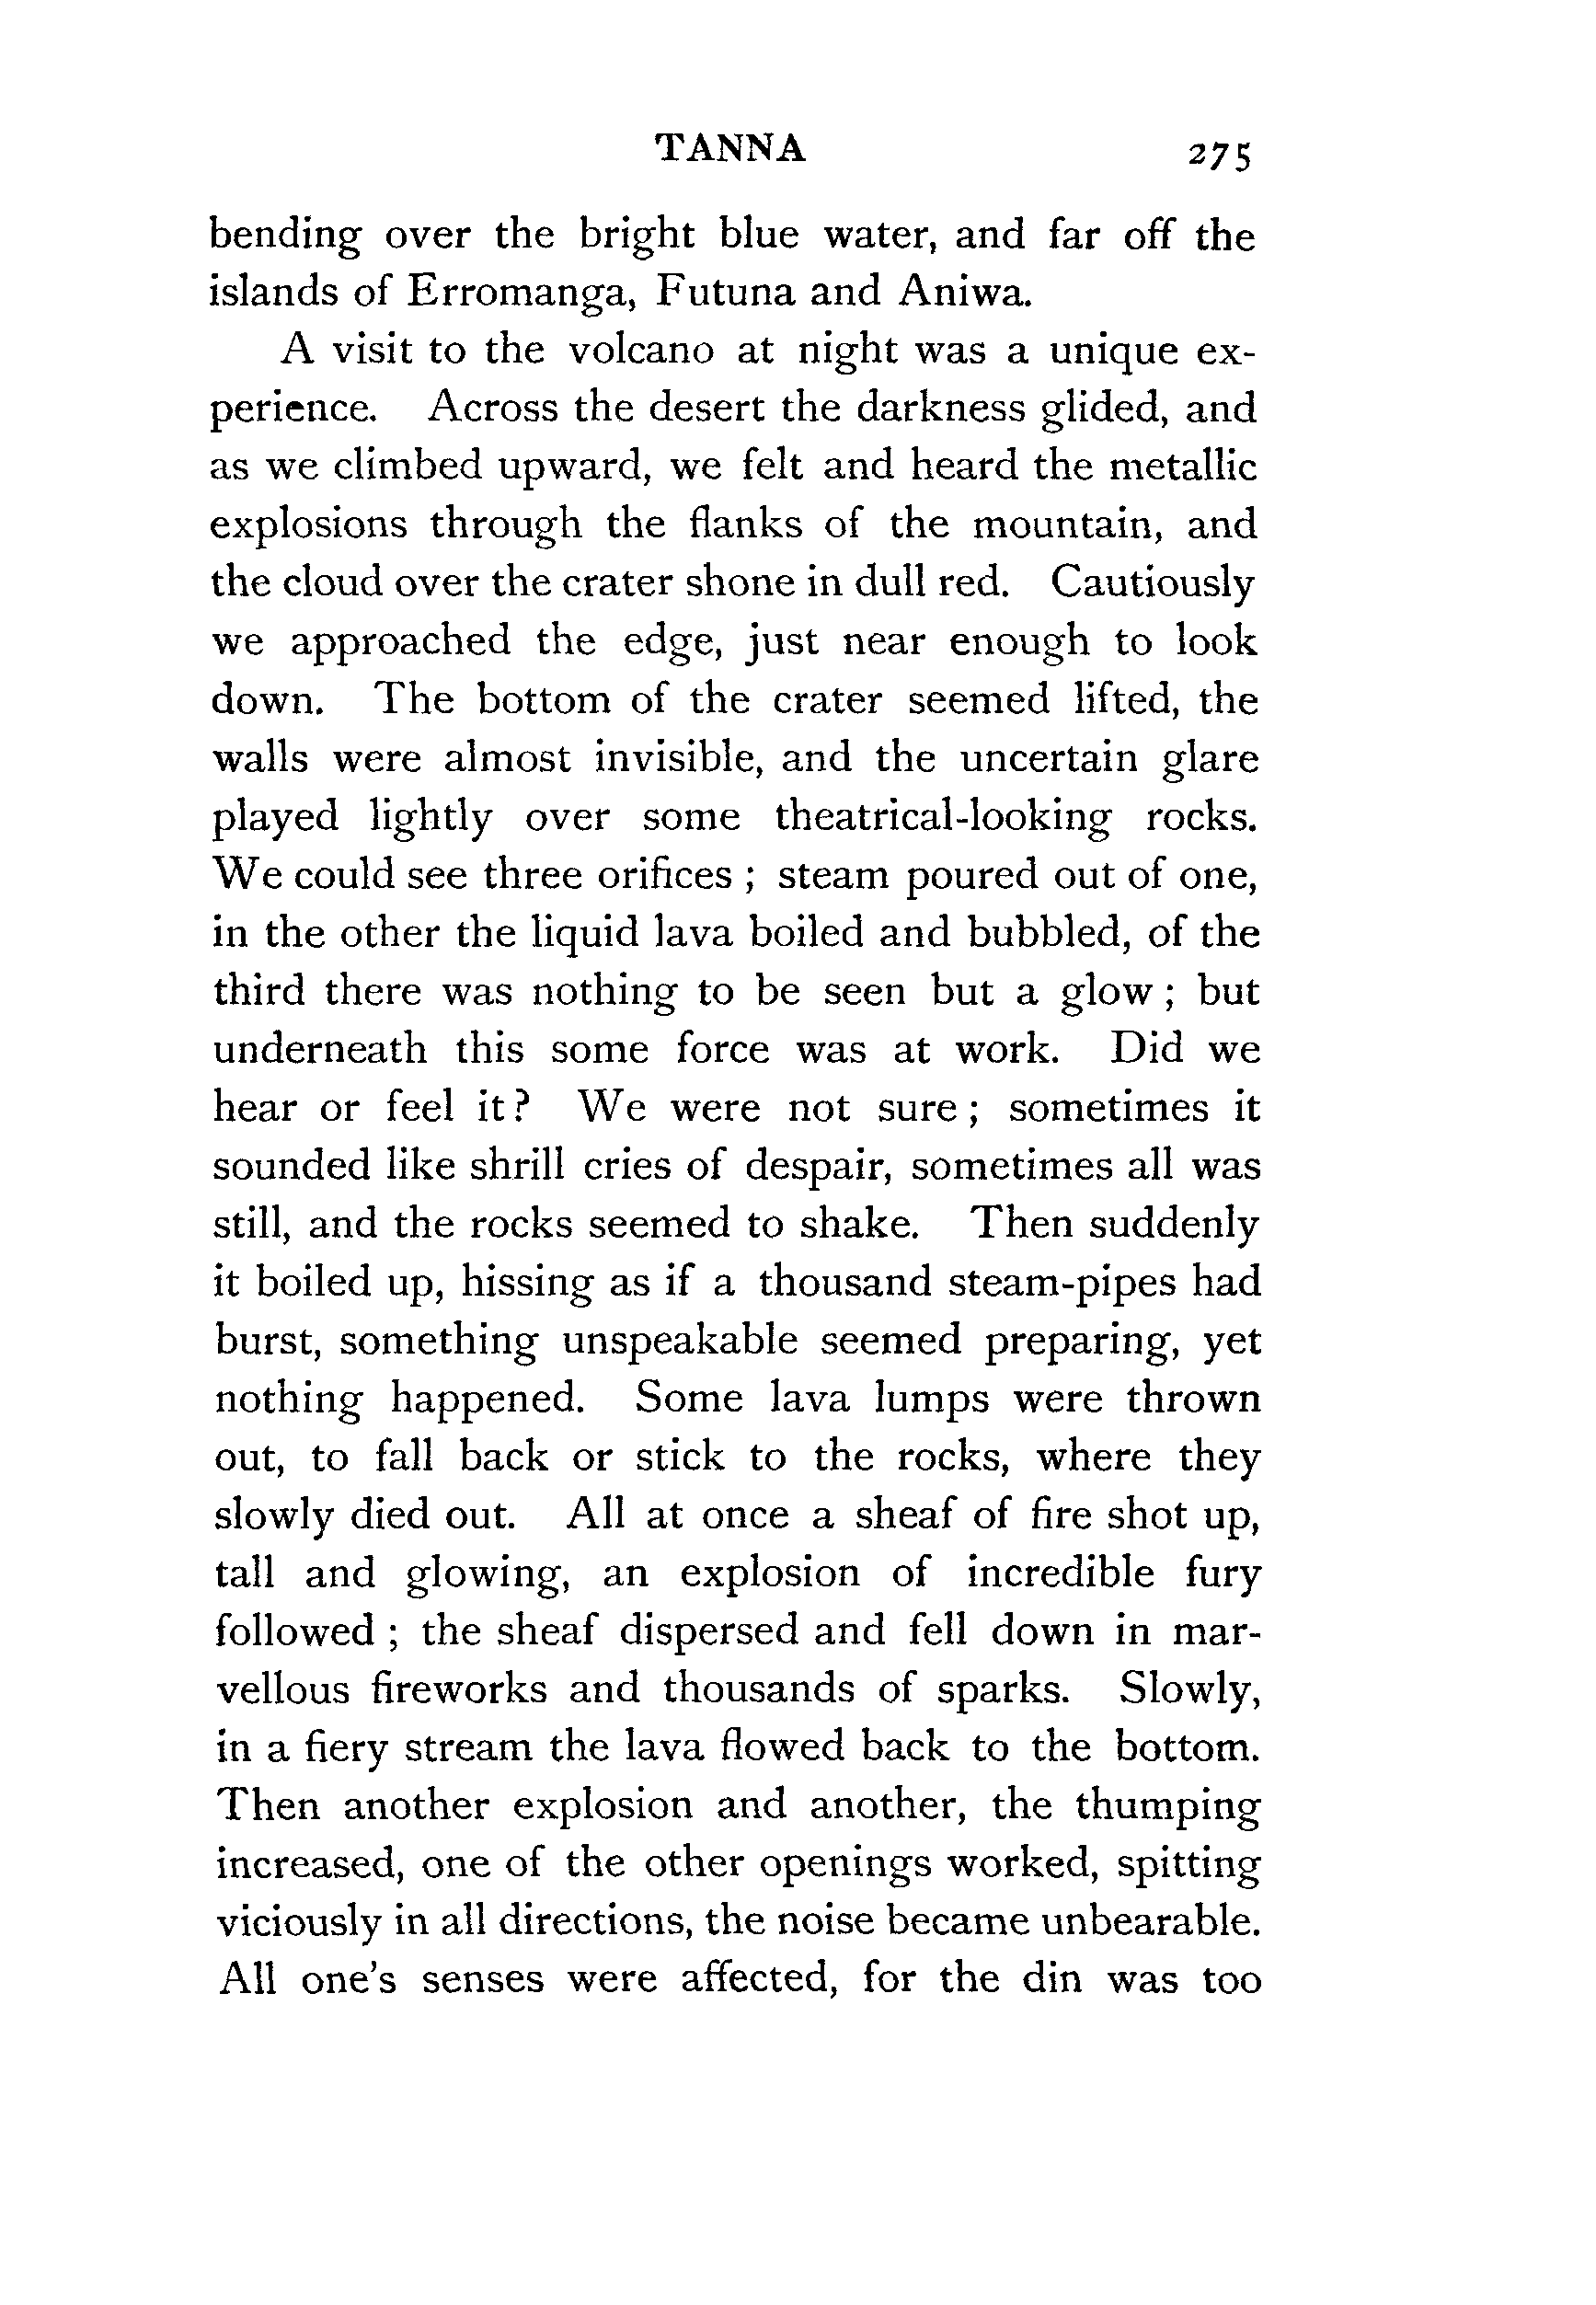 TANNA 275
bending over the bright blue water, and far off the
islands of Erromanga, Futuna and Aniwa.
A visit to the volcano at night was a unique ex-
perience. Across the desert the darkness glided, and
as we climbed upward, we felt and heard the metallic
explosions through the flanks of the mountain, and
the cloud over the crater shone in dull red. Cautiously
we approached the edge, just near enough to look
down. The bottom of the crater seemed lifted, the
walls were almost invisible, and the uncertain glare
played lightly over some theatrical-looking rocks.
We could see three orifices ; steam poured out of one,
in the other the liquid lava boiled and bubbled, of the
third there was nothing to be seen but a glow ; but
underneath this some force was at work. Did we
hear or feel it ? We were not sure ; sometimes it
sounded like shrill cries of despair, sometimes all was
still, and the rocks seemed to shake. Then suddenly
it boiled up, hissing as if a thousand steam-pipes had
burst, something unspeakable seemed preparing, yet
nothing happened. Some lava lumps were thrown
out, to fall back or stick to the rocks, where they
slowly died out. All at once a sheaf of fire shot up,
tall and glowing, an explosion of incredible fury
followed ; the sheaf dispersed and fell down in mar-
vellous fireworks and thousands of sparks. Slowly,
in a fiery stream the lava flowed back to the bottom.
Then another explosion and another, the thumping
increased, one of the other openings worked, spitting
viciously in all directions, the noise became unbearable.
All one's senses were affected, for the din was too